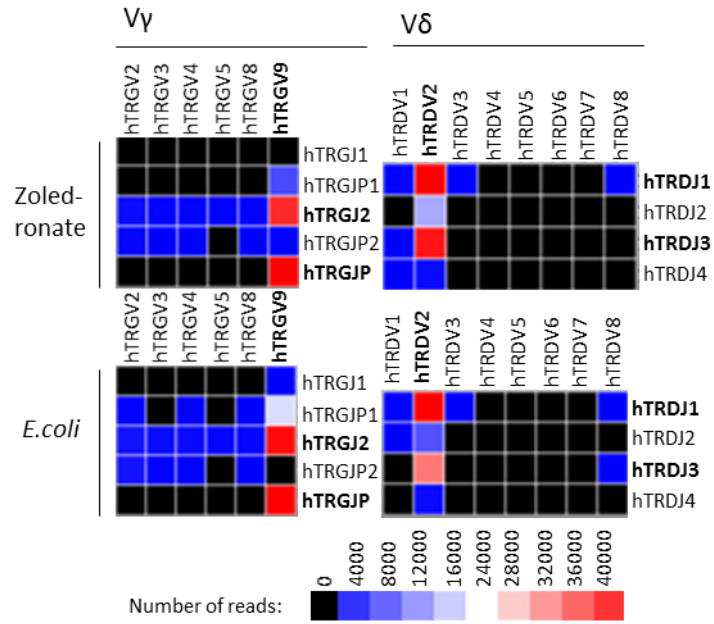 Vγ
Vδ
hTRGV2 hTRGV3 hTRGV4 hTRGV5 hTRGV8 hTRGV9
hTRDV1 hTRDV2 hTRDV3 hTRDV4 hTRDV5 hTRDV6 hTRDV7 hTRDV8
Zoled-
ronate
hTRGJ1
hTRGJP1
hTRGJ2
hTRGJP2
hTRGJP
hTRDJ1
hTRDJ2
hTRDJ3
hTRDJ4
hTRGV2 hTRGV3 hTRGV4 hTRGV5 hTRGV8 hTRGV9
hTRDV1 hTRDV2 hTRDV3 hTRDV4 hTRDV5 hTRDV6 hTRDV7 hTRDV8
E.coli
hTRGJ1
hTRGJP1
hTRGJ2
hTRGJP2
hTRGJP
hTRDJ1
hTRDJ2
hTRDJ3
hTRDJ4
0 4000 8000 12000 16000 24000 28000 32000 36000 40000
Number of reads: